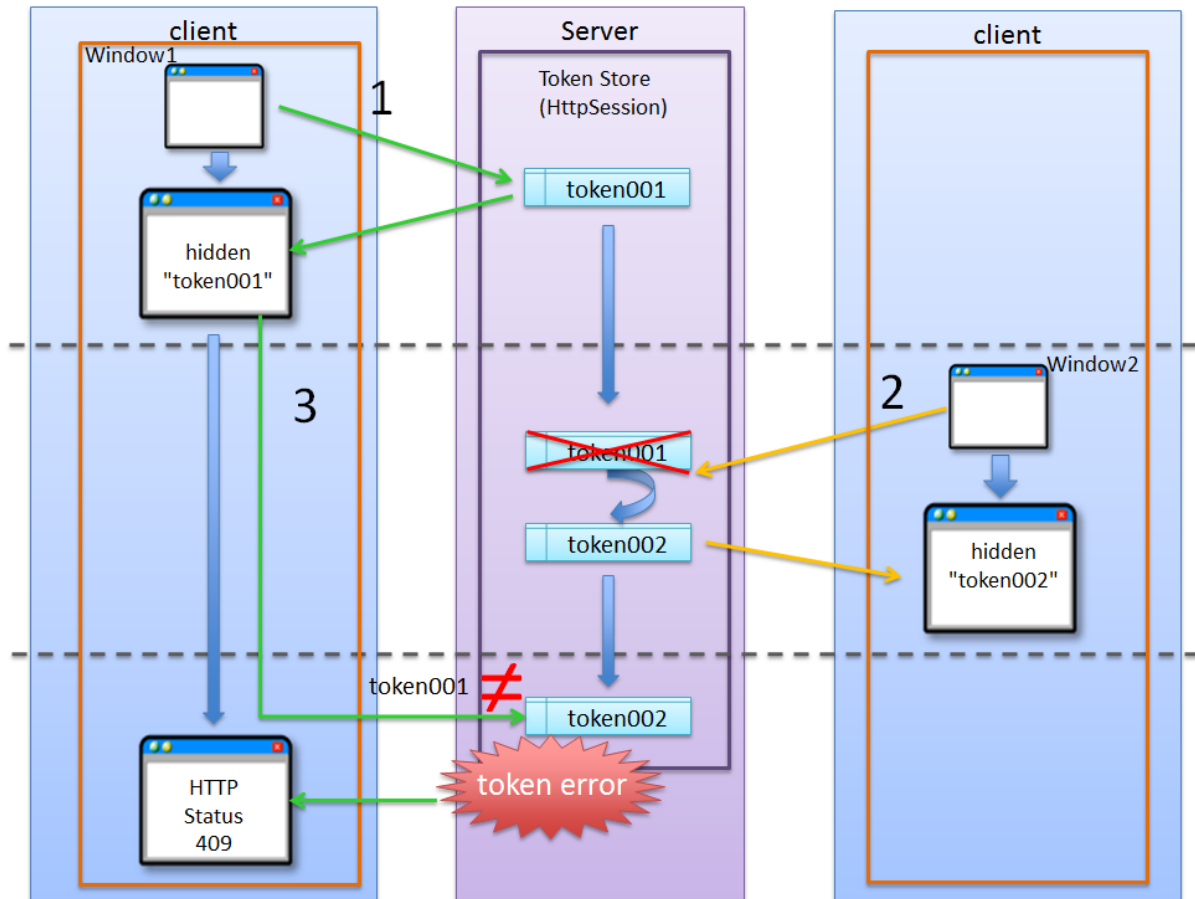 client
Server
client
Window1
1
Token Store
(HttpSession)
token001
hidden
"token001"
Window2
2
3
token001
token002
hidden
"token002"
token001
≠
token002
token error
HTTP
Status
409